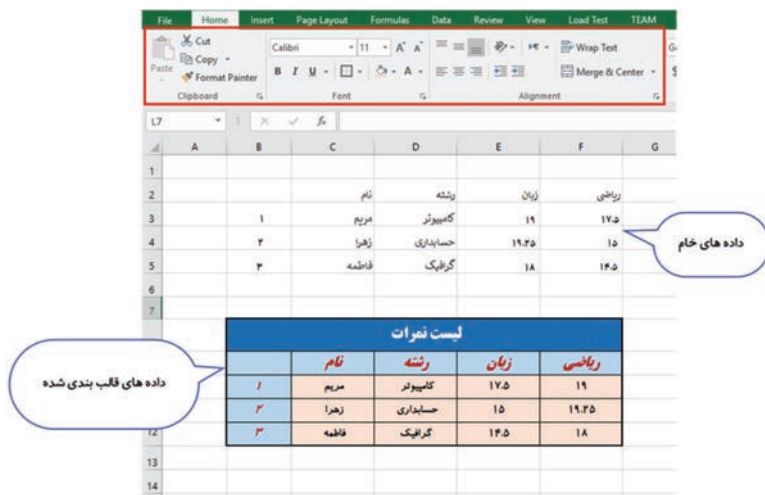 File Home Insert Page Layout Formulas Data Review View Load Test TEAM
Cut Calibri 11 A A Wrap Text
Copy
Paste Format Painter B I U A Merge & Center $
Clipboard Font Alignment
L7 fx
A B C D E F G
1
2 نام رشته زبان ریاضی
3 ۱ مریم کامپیوتر ۱۹ ۱۷.۵
4 ۲ زهرا حسابداری ۱۹.۲۵ ۱۵
5 ۳ فاطمه گرافیک ۱۸ ۱۴.۵
داده های خام
6
7
لیست نمرات
نام رشته زبان ریاضی
۱ مریم کامپیوتر ۱۷.۵ ۱۹
۲ زهرا حسابداری ۱۵ ۱۹.۲۵
12 ۳ فاطمه گرافیک ۱۴.۵ ۱۸
داده های قالب بندی شده
13
14